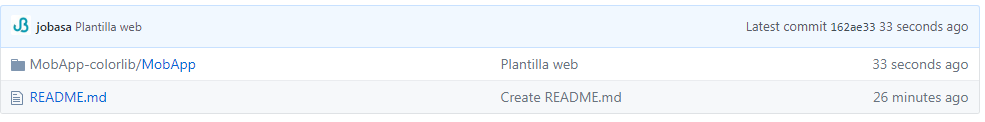 jobasa Plantilla web Latest commit 162ae33 33 seconds ago
MobApp-colorlib/MobApp Plantilla web 33 seconds ago
README.md Create README.md 26 minutes ago